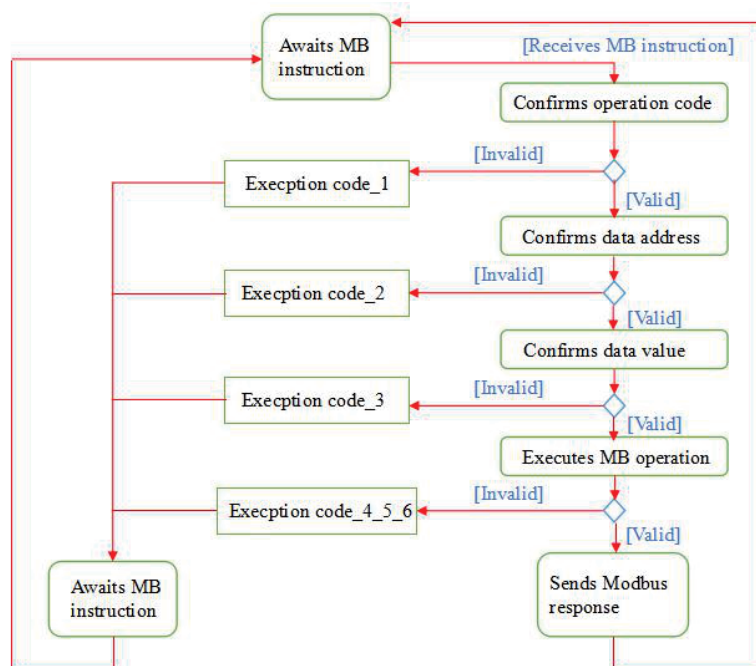 Awaits MB
instruction
[Receives MB instruction]
Confirms operation code
[Invalid]
Execption code_1
[Valid]
Confirms data address
[Invalid]
Execption code_2
[Valid]
Confirms data value
[Invalid]
Execption code_3
[Valid]
Executes MB operation
[Invalid]
Execption code_4_5_6
[Valid]
Awaits MB
instruction
Sends Modbus
response